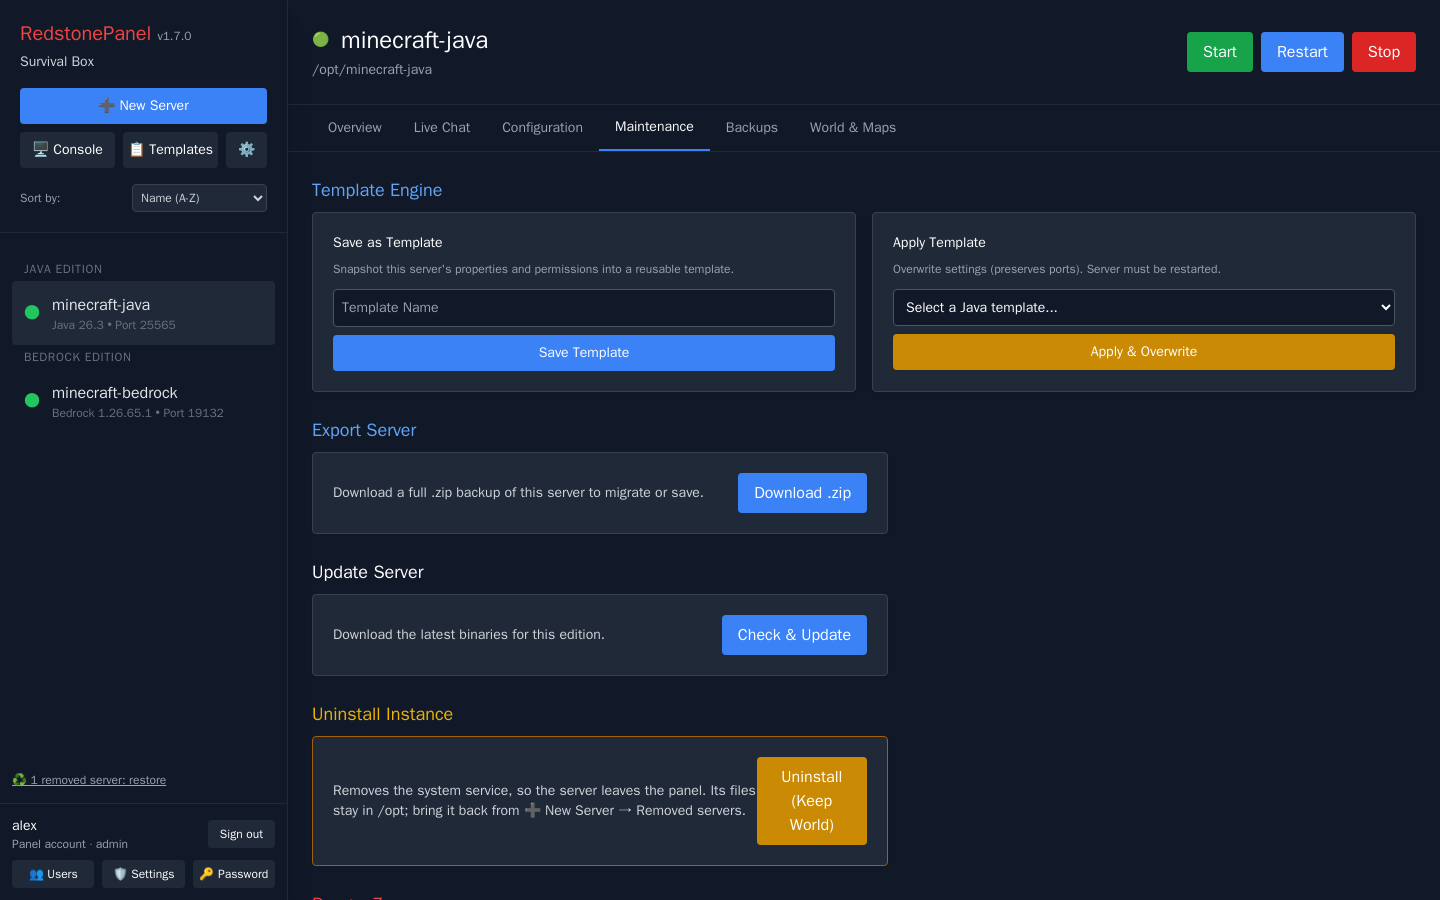 RedstonePanel v1.7.0
Survival Box
➕ New Server
🖥️ Console
📋 Templates
⚙️
Sort by:
Name (A-Z)
JAVA EDITION
minecraft-java
Java 26.3 • Port 25565
BEDROCK EDITION
minecraft-bedrock
Bedrock 1.26.65.1 • Port 19132
♻️ 1 removed server: restore
alex
Panel account · admin
Sign out
👥 Users
🛡️ Settings
🔑 Password
minecraft-java
/opt/minecraft-java
Start
Restart
Stop
Overview
Live Chat
Configuration
Maintenance
Backups
World & Maps
Template Engine
Save as Template
Snapshot this server's properties and permissions into a reusable template.
Template Name
Save Template
Apply Template
Overwrite settings (preserves ports). Server must be restarted.
Select a Java template...
Apply & Overwrite
Export Server
Download a full .zip backup of this server to migrate or save.
Download .zip
Update Server
Download the latest binaries for this edition.
Check & Update
Uninstall Instance
Removes the system service, so the server leaves the panel. Its files
stay in /opt; bring it back from ➕ New Server → Removed servers.
Uninstall
(Keep
World)